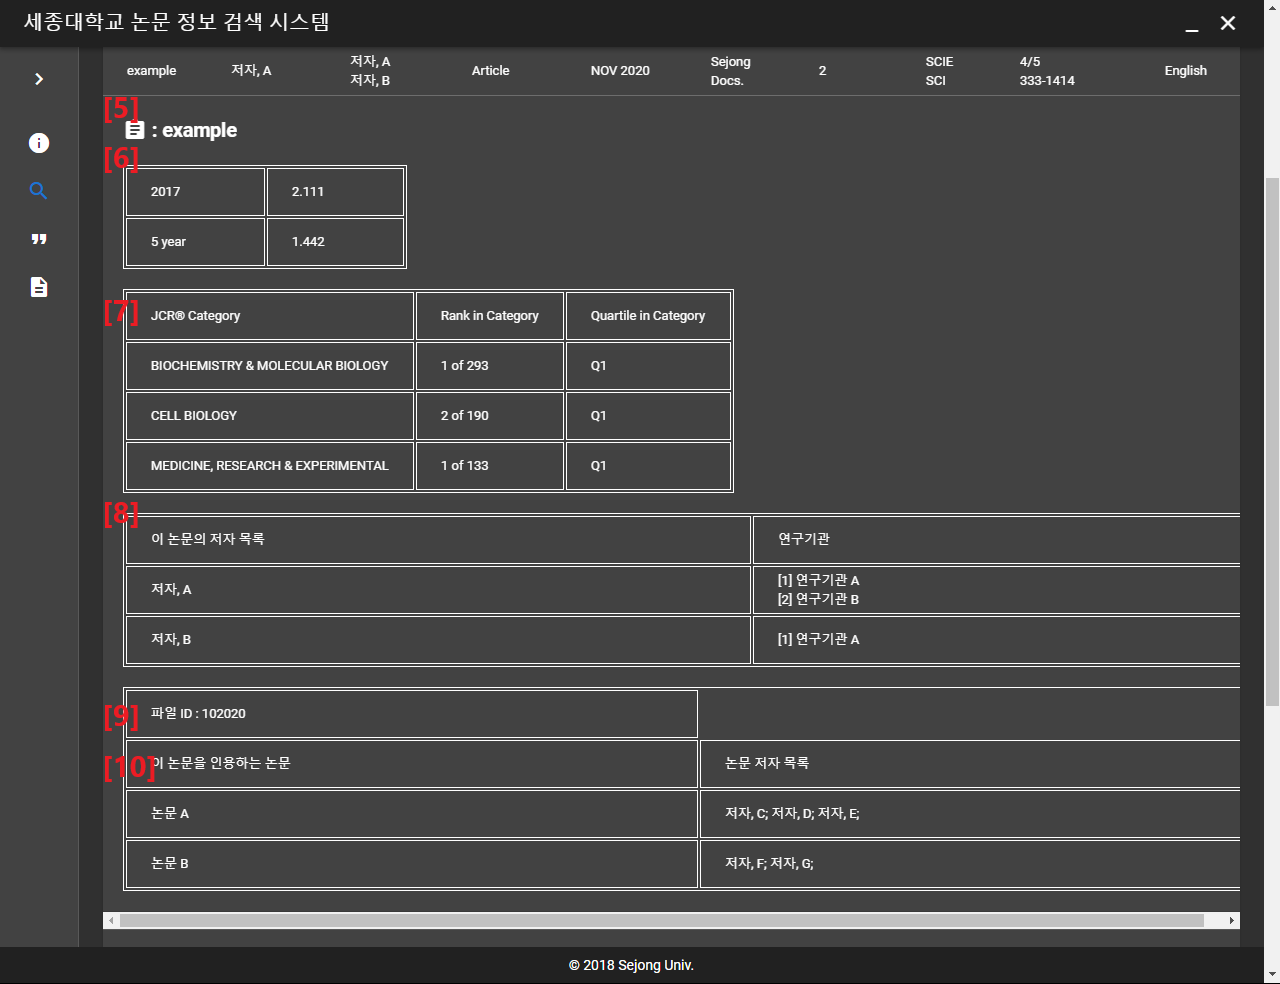 세종대학교 논문 정보 검색 시스템
example 저자, A 저자, A Article NOV 2020 Sejong 2 SCIE 4/5 English
저자, B Docs. SCI 333-1414
[5]
: example
[6]
2017 2.111
5 year 1.442
[7]
JCR® Category Rank in Category Quartile in Category
BIOCHEMISTRY & MOLECULAR BIOLOGY 1 of 293 Q1
CELL BIOLOGY 2 of 190 Q1
MEDICINE, RESEARCH & EXPERIMENTAL 1 of 133 Q1
[8]
이 논문의 저자 목록 연구기관
저자, A [1] 연구기관 A
[2] 연구기관 B
저자, B [1] 연구기관 A
[9]
파일 ID : 102020
[10]
이 논문을 인용하는 논문 논문 저자 목록
논문 A 저자, C; 저자, D; 저자, E;
논문 B 저자, F; 저자, G;
© 2018 Sejong Univ.